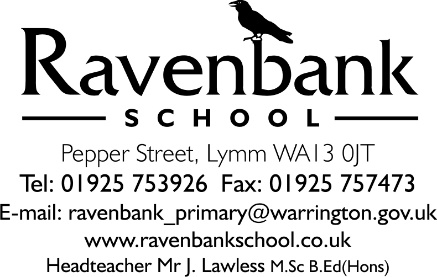 Ravenbank
SCHOOL
Pepper Street, Lymm WA13 0JT
Tel: 01925 753926 Fax: 01925 757473
E-mail: ravenbank_primary@warrington.gov.uk
www.ravenbankschool.co.uk
Headteacher Mr J. Lawless M.Sc B.Ed(Hons)